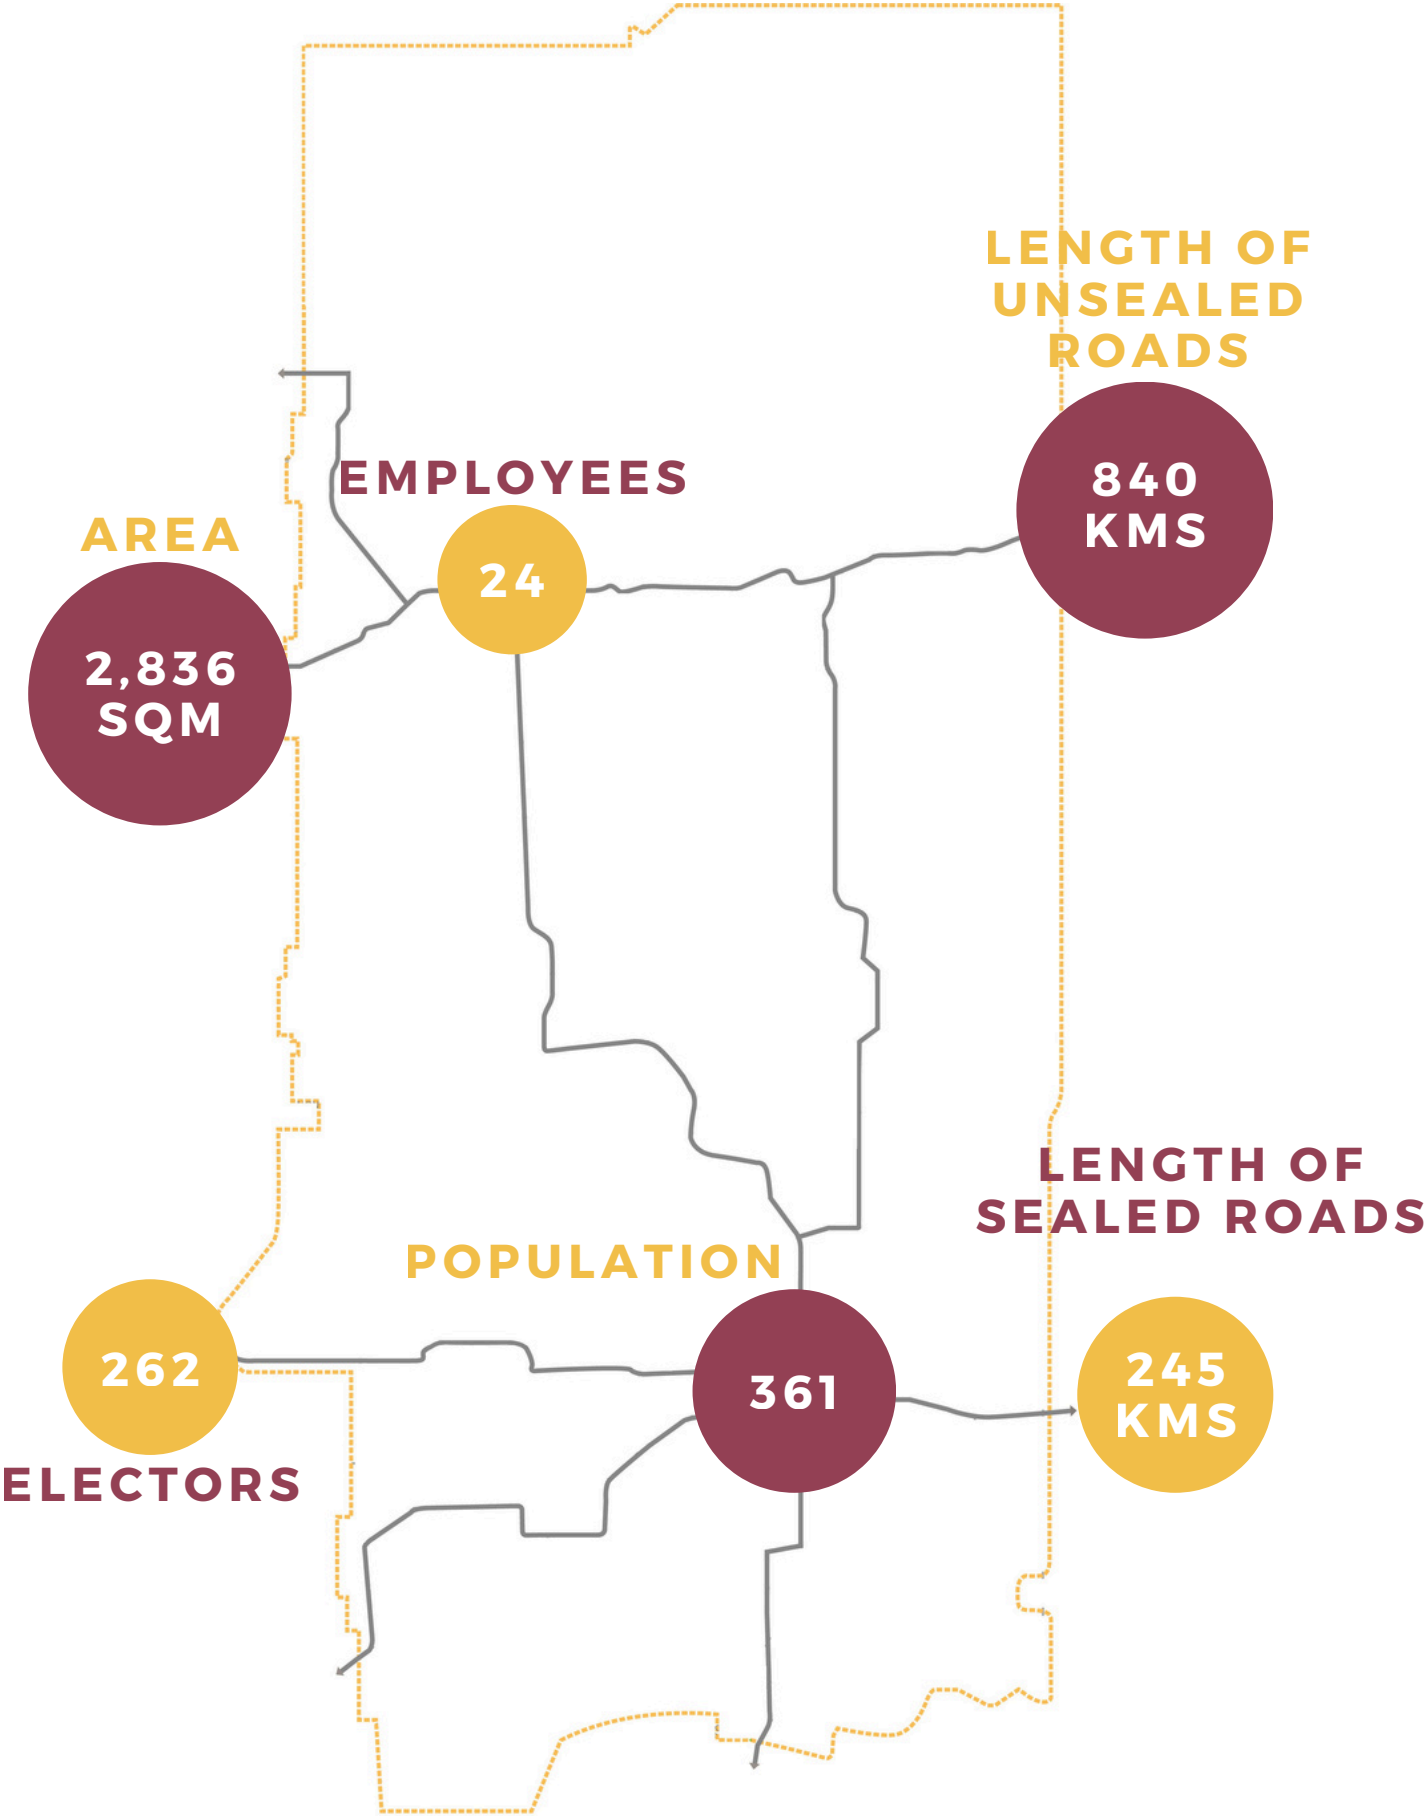 LENGTH OF
UNSEALED
ROADS
840
KMS
EMPLOYEES
24
AREA
2,836
SQM
LENGTH OF
SEALED ROADS
245
KMS
POPULATION
361
262
ELECTORS